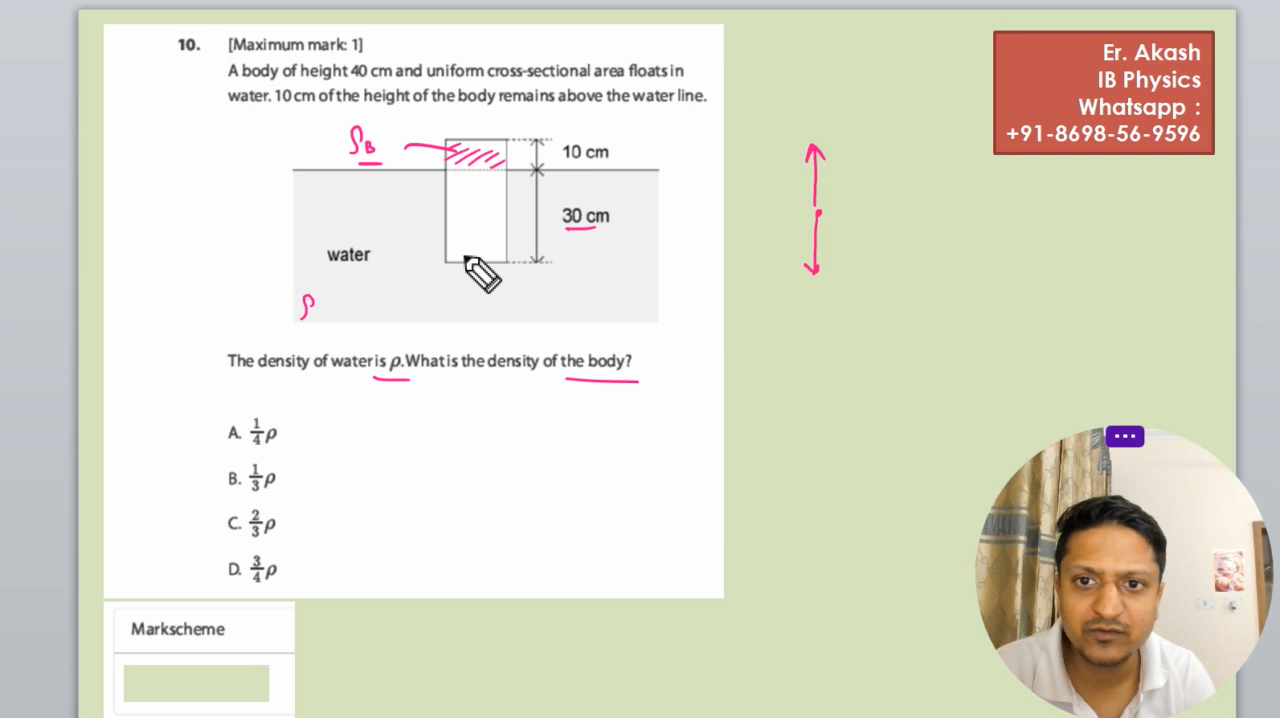 10. [Maximum mark: 1]
A body of height 40 cm and uniform cross-sectional area floats in
water. 10 cm of the height of the body remains above the water line.
ρB
10 cm
30 cm
water
ρ
The density of water is ρ. What is the density of the body?
A. 1/4 ρ
B. 1/3 ρ
C. 2/3 ρ
D. 3/4 ρ
Markscheme
Er. Akash
IB Physics
Whatsapp :
+91-8698-56-9596